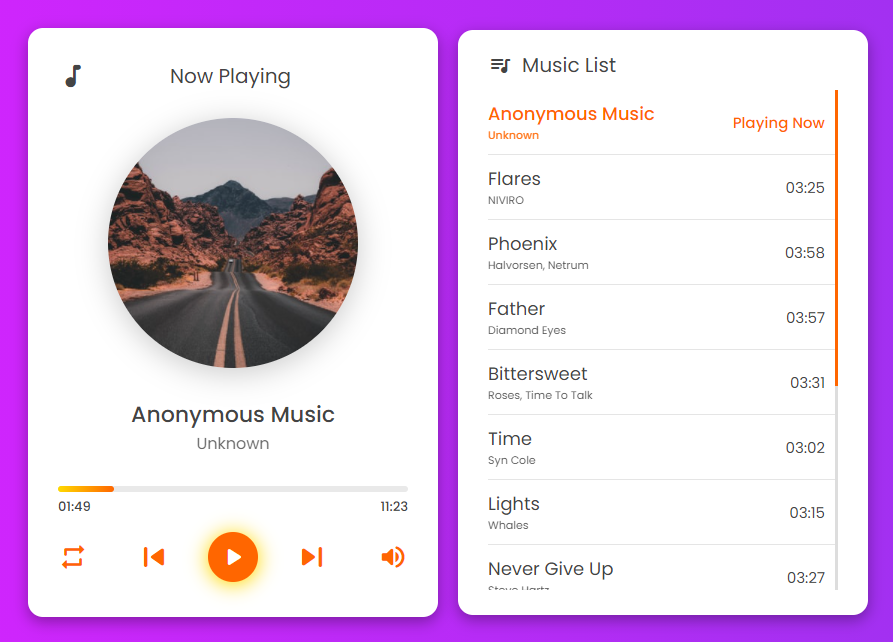 Now Playing
Anonymous Music
Unknown
01:49
11:23
Music List
Anonymous Music
Unknown
Playing Now
Flares
NIVIRO
03:25
Phoenix
Halvorsen, Netrum
03:58
Father
Diamond Eyes
03:57
Bittersweet
Roses, Time To Talk
03:31
Time
Syn Cole
03:02
Lights
Whales
03:15
Never Give Up
Steve Hartz
03:27